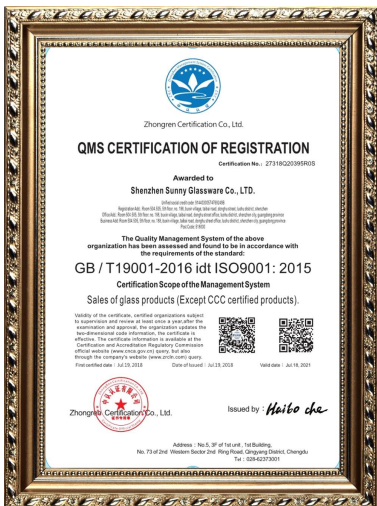 Zhongren Certification Co., Ltd.
QMS CERTIFICATION OF REGISTRATION
Certification No.: 27318Q20395R0S
Awarded to
Shenzhen Sunny Glassware Co., LTD.
The Quality Management System of the above
organization has been assessed and found to be in accordance with
the requirements of the standard:
GB / T19001-2016 idt ISO9001: 2015
Certification Scope of the Management System
Sales of glass products (Except CCC certified products).
Validity of the certificate, certified organizations subject
to supervision and review at least once a year,after the
examination and approval, the organization updates the
two-dimensional code information, the certificate is
effective. The certificate information is available at the
Certification and Accreditation Regulatory Commission
official website (www.cnca.gov.cn) query, but also
through the company's website (www.zrcln.com) query.
First certified date : Jul.19, 2018 Date of Issued : Jul.19, 2018 Valid date : Jul 18, 2021
Zhongren Certification Co., Ltd.
Issued by : Haibo che
Address : No.5, 3F of 1st unit , 1st Building,
No. 73 of 2nd Western Sector 2nd Ring Road, Qingyang District, Chengdu
Tel : 028-62373001